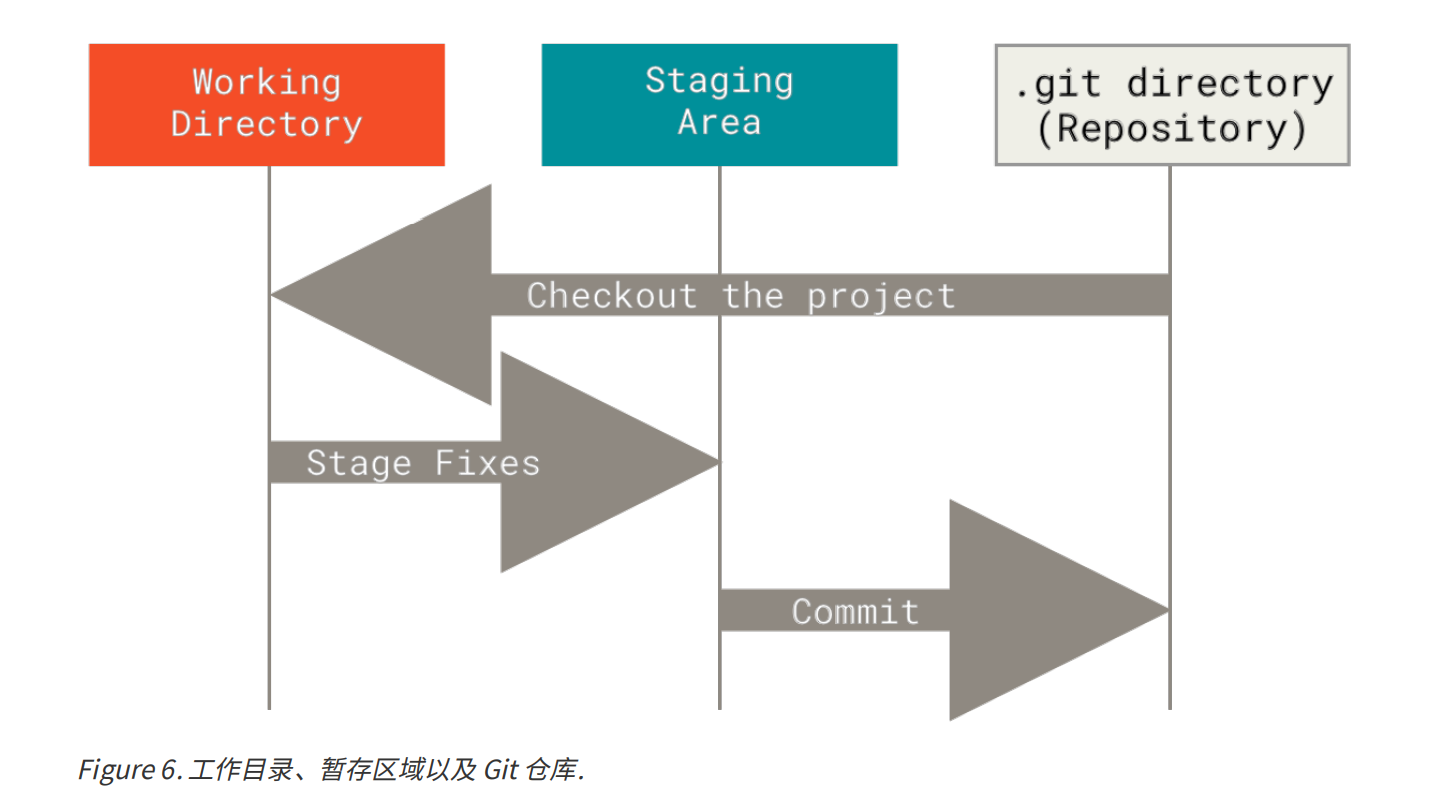 Working
Directory
Staging
Area
.git directory
(Repository)
Checkout the project
Stage Fixes
Commit
Figure 6. 工作目录、暂存区域以及 Git 仓库.